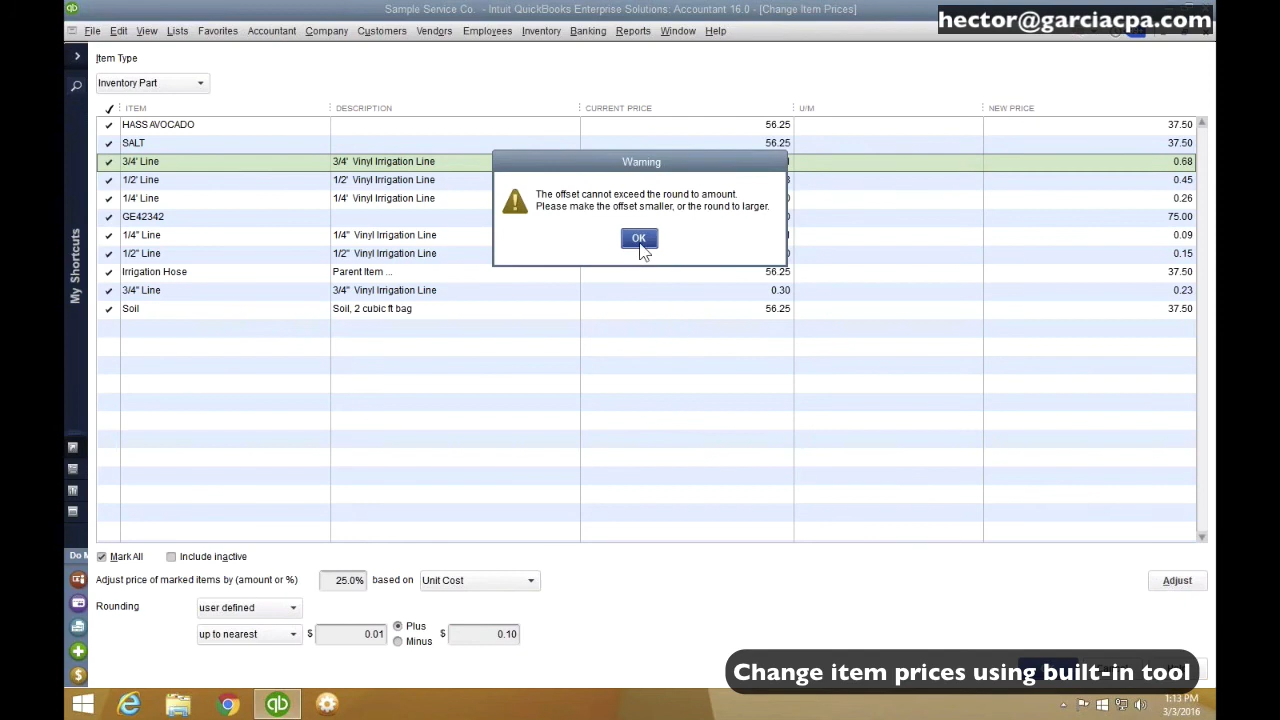 Sample Service Co. - Intuit QuickBooks Enterprise Solutions: Accountant 16.0 - [Change Item Prices]
hector@garciacpa.com
File Edit View Lists Favorites Accountant Company Customers Vendors Employees Inventory Banking Reports Window Help
Item Type
Inventory Part
ITEM DESCRIPTION CURRENT PRICE U/M NEW PRICE
HASS AVOCADO 56.25 37.50
SALT 56.25 37.50
Warning
3/4' Line 3/4' Vinyl Irrigation Line 0.68
1/2' Line 1/2' Vinyl Irrigation Line 0.45
The offset cannot exceed the round to amount.
Please make the offset smaller, or the round to larger.
1/4' Line 1/4' Vinyl Irrigation Line 0.26
GE42342 75.00
OK
1/4" Line 1/4" Vinyl Irrigation Line 0.09
1/2" Line 1/2" Vinyl Irrigation Line 0.15
Irrigation Hose Parent Item ... 56.25 37.50
3/4" Line 3/4" Vinyl Irrigation Line 0.30 0.23
Soil Soil, 2 cubic ft bag 56.25 37.50
My Shortcuts
Mark All Include inactive
Adjust price of marked items by (amount or %) 25.0% based on Unit Cost Adjust
Rounding user defined
up to nearest $ 0.01 Plus Minus $ 0.10
Change item prices using built-in tool
1:13 PM
3/3/2016